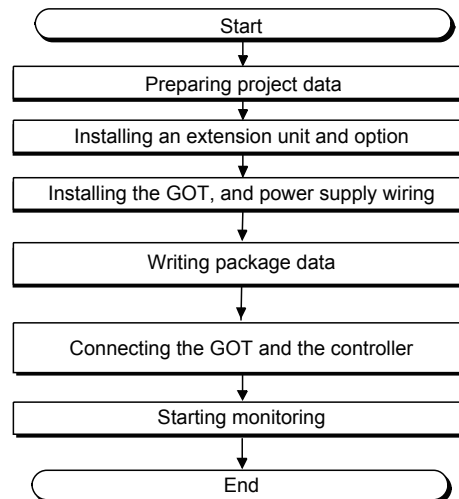 Start
Preparing project data
Installing an extension unit and option
Installing the GOT, and power supply wiring
Writing package data
Connecting the GOT and the controller
Starting monitoring
End